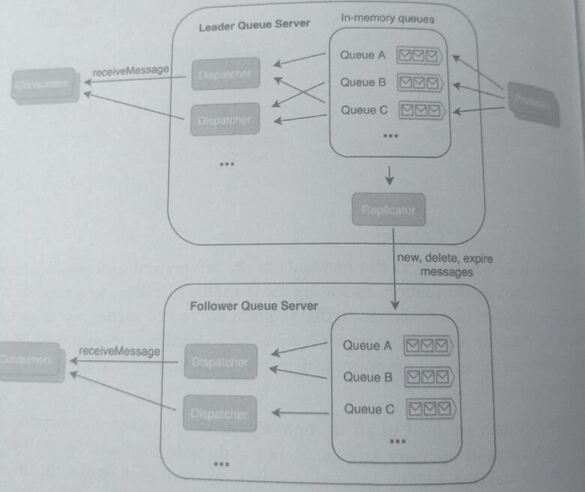 Leader Queue Server
In-memory queues
Consumers
receiveMessage
Dispatcher
Dispatcher
...
Queue A
Queue B
Queue C
...
Producers
Replicator
new, delete, expire
messages
Follower Queue Server
Consumers
receiveMessage
Dispatcher
Dispatcher
...
Queue A
Queue B
Queue C
...